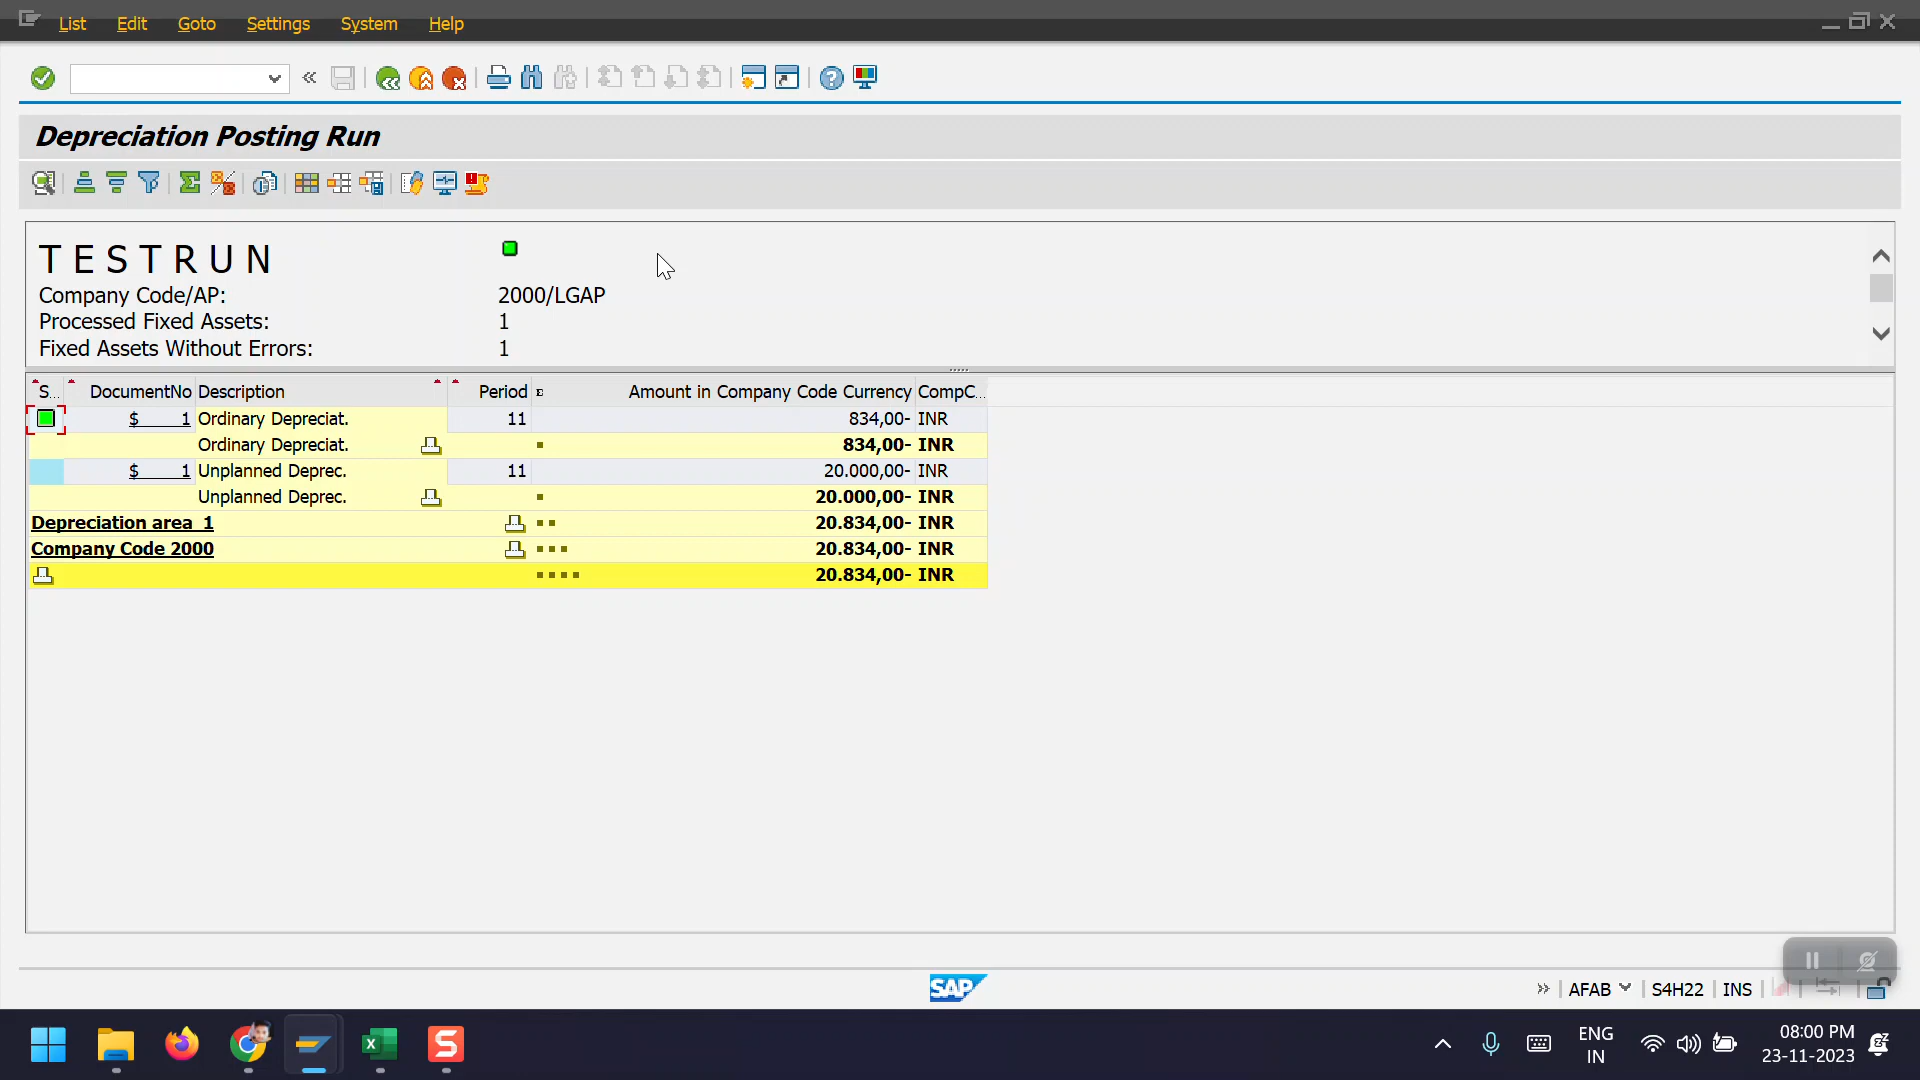 List Edit Goto Settings System Help
Depreciation Posting Run
T E S T R U N
Company Code/AP: 2000/LGAP
Processed Fixed Assets: 1
Fixed Assets Without Errors: 1
S... DocumentNo Description Period Σ Amount in Company Code Currency CompC...
$ 1 Ordinary Depreciat. 11 834,00- INR
Ordinary Depreciat. 834,00- INR
$ 1 Unplanned Deprec. 11 20.000,00- INR
Unplanned Deprec. 20.000,00- INR
Depreciation area 1 20.834,00- INR
Company Code 2000 20.834,00- INR
20.834,00- INR
SAP
AFAB S4H22 INS
ENG
IN
08:00 PM
23-11-2023